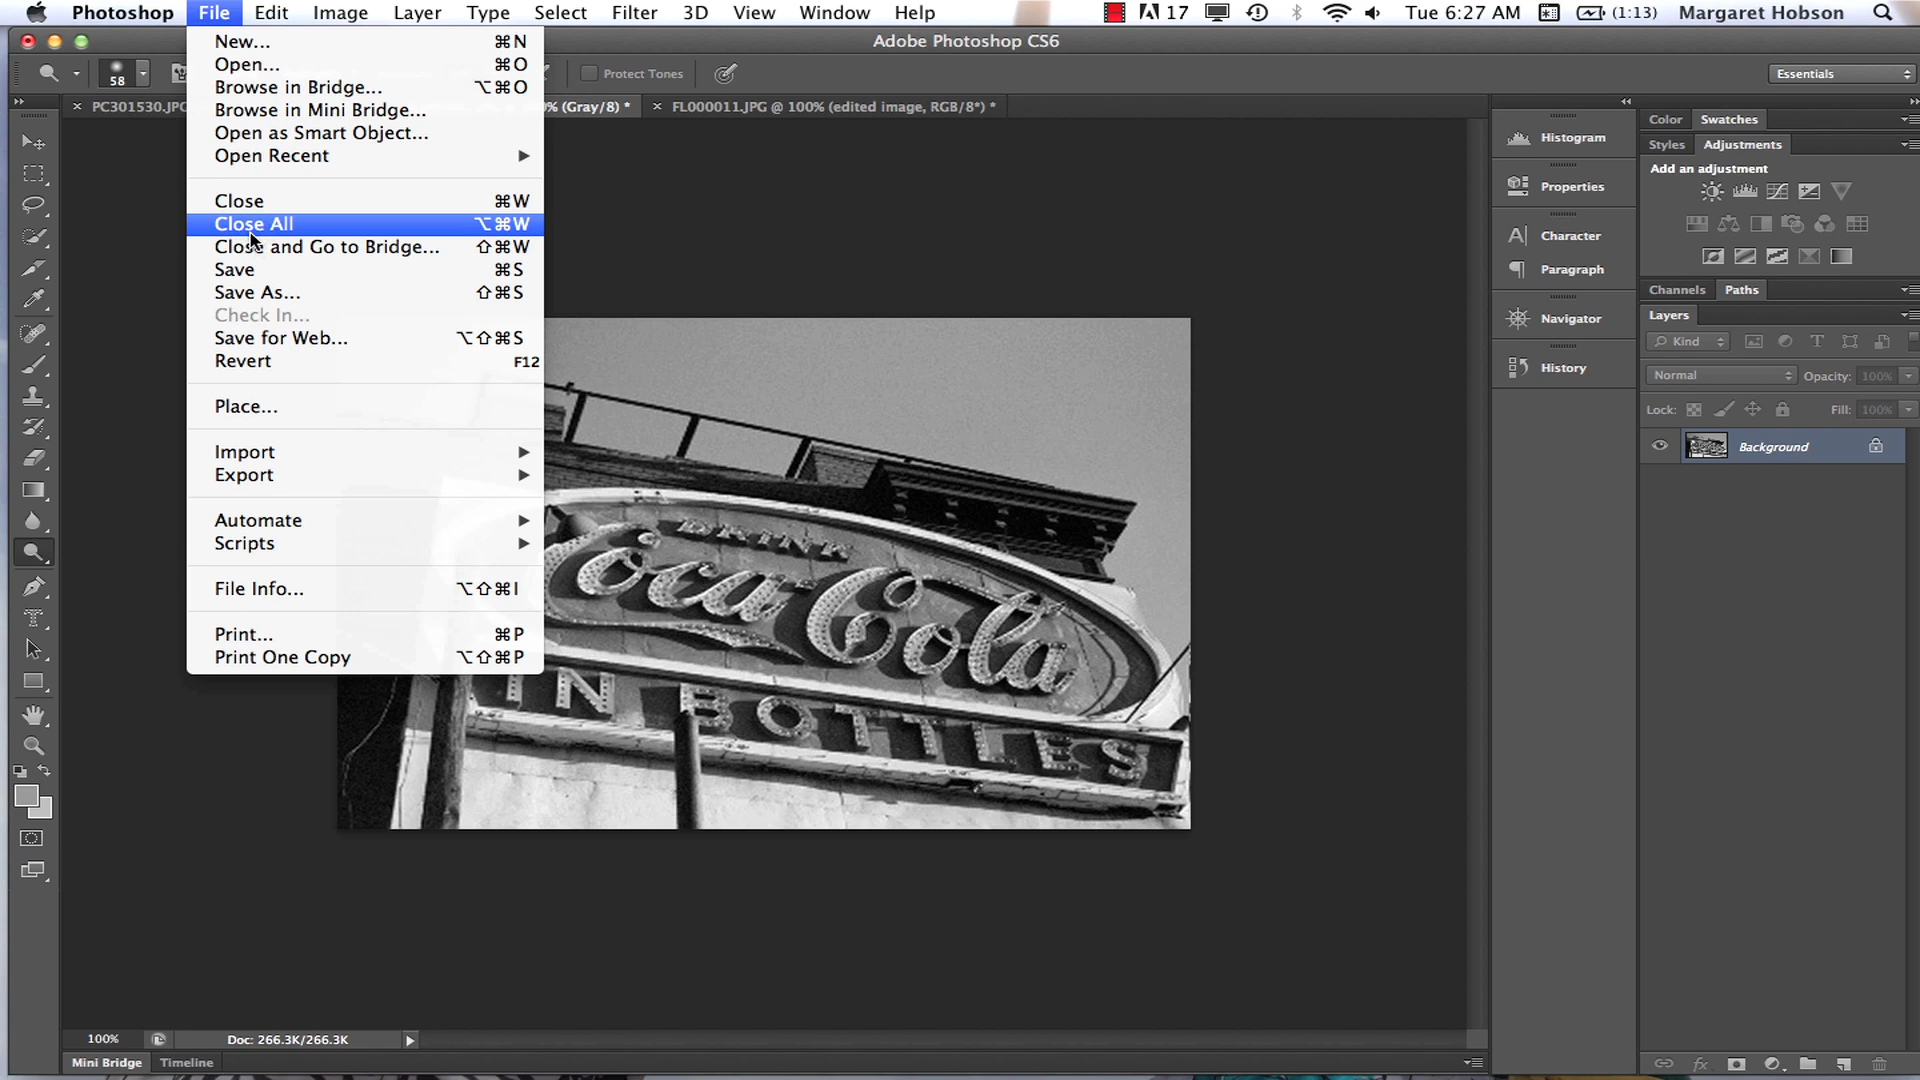 Photoshop File Edit Image Layer Type Select Filter 3D View Window Help 17 Tue 6:27 AM (1:13) Margaret Hobson
Adobe Photoshop CS6
58 Protect Tones Essentials
PC301530.JPG % (Gray/8) * FL000011.JPG @ 100% (edited image, RGB/8*) *
New... ⌘N
Open... ⌘O
Browse in Bridge... ⌥⌘O
Browse in Mini Bridge...
Open as Smart Object...
Open Recent
Close ⌘W
Close All ⌥⌘W
Close and Go to Bridge... ⇧⌘W
Save ⌘S
Save As... ⇧⌘S
Check In...
Save for Web... ⌥⇧⌘S
Revert F12
Place...
Import
Export
Automate
Scripts
File Info... ⌥⇧⌘I
Print... ⌘P
Print One Copy ⌥⇧⌘P
DRINK
Coca-Cola
IN BOTTLES
Histogram
Properties
Character
Paragraph
Navigator
History
Color Swatches
Styles Adjustments
Add an adjustment
Channels Paths
Layers
Kind
Normal Opacity: 100%
Lock: Fill: 100%
Background
100% Doc: 266.3K/266.3K
Mini Bridge Timeline